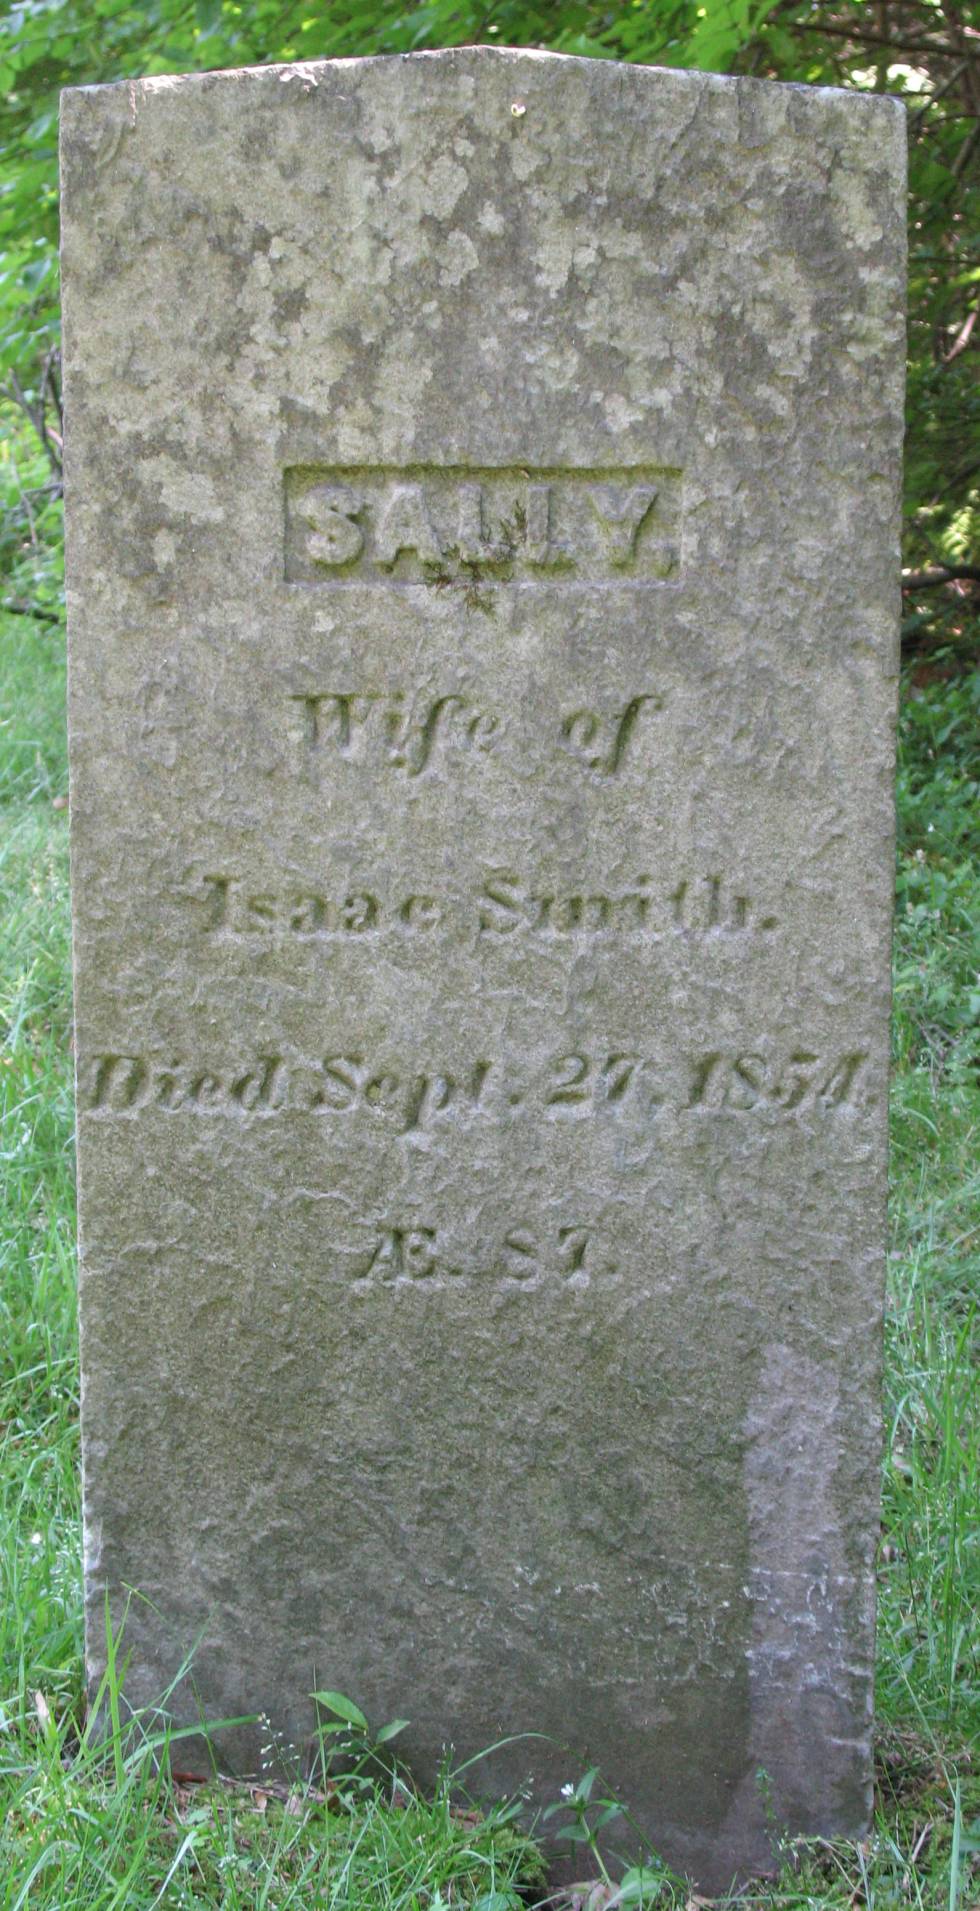 SALLY,
Wife of
Isaac Smith.
Died Sept. 27, 1854.
Æ. 87.